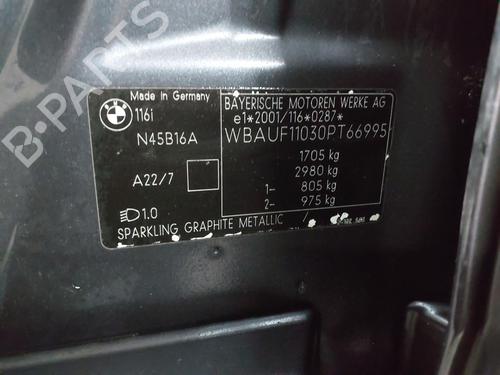 B-PARTS
BMW
Made in Germany
116i
N45B16A
A22/7
1.0
SPARKLING GRAPHITE METALLIC /
BAYERISCHE MOTOREN WERKE AG
e1*2001/116*0287*
WBAUF11030PT66995
1705 kg
2980 kg
1- 805 kg
2- 975 kg